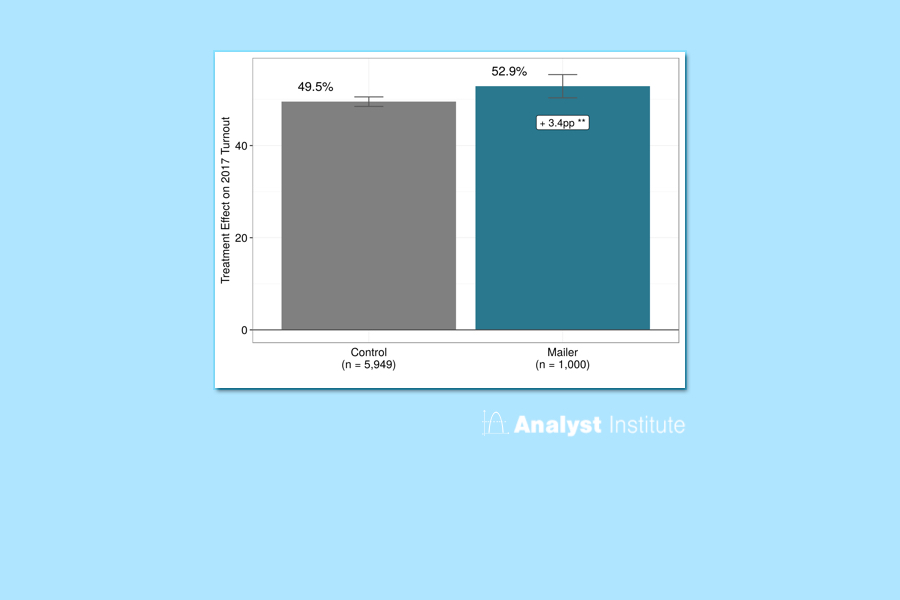 49.5%
52.9%
+ 3.4pp **
Treatment Effect on 2017 Turnout
40
20
0
Control
(n = 5,949)
Mailer
(n = 1,000)
Analyst Institute